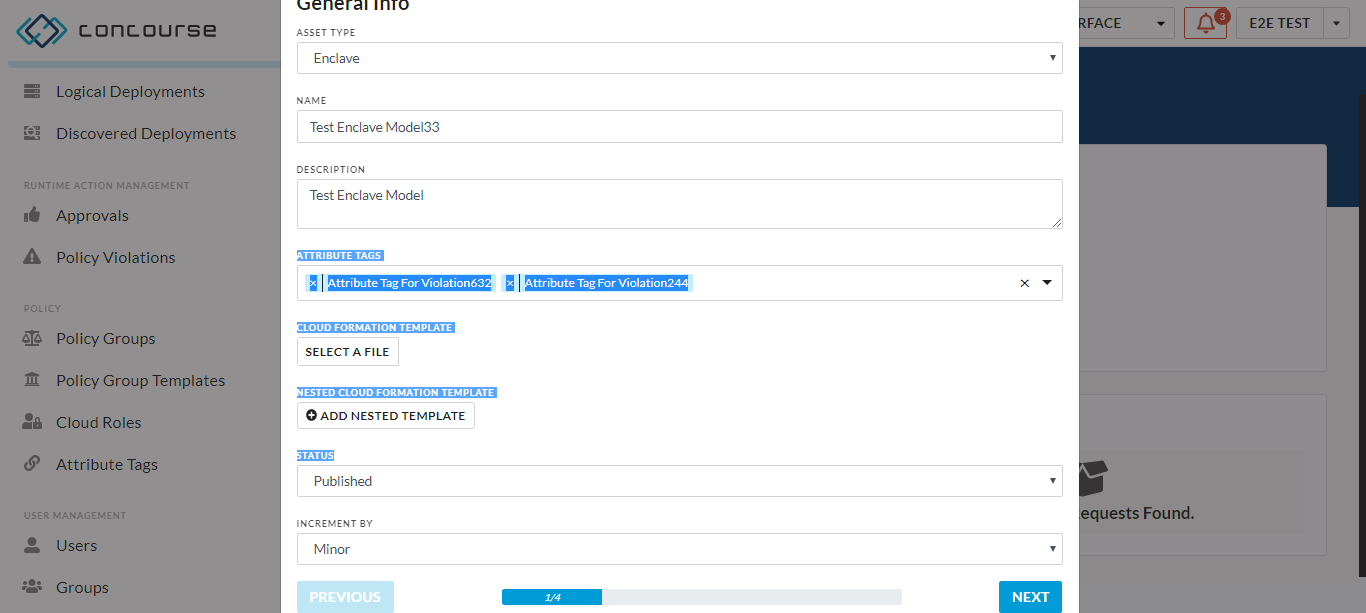 concourse
Logical Deployments
Discovered Deployments
RUNTIME ACTION MANAGEMENT
Approvals
Policy Violations
POLICY
Policy Groups
Policy Group Templates
Cloud Roles
Attribute Tags
USER MANAGEMENT
Users
Groups
General Info
ASSET TYPE
Enclave
NAME
Test Enclave Model33
DESCRIPTION
Test Enclave Model
ATTRIBUTE TAGS
× Attribute Tag For Violation632 × Attribute Tag For Violation244 ×
CLOUD FORMATION TEMPLATE
SELECT A FILE
NESTED CLOUD FORMATION TEMPLATE
ADD NESTED TEMPLATE
STATUS
Published
INCREMENT BY
Minor
PREVIOUS 1/4 NEXT
RFACE 3 E2E TEST
equests Found.